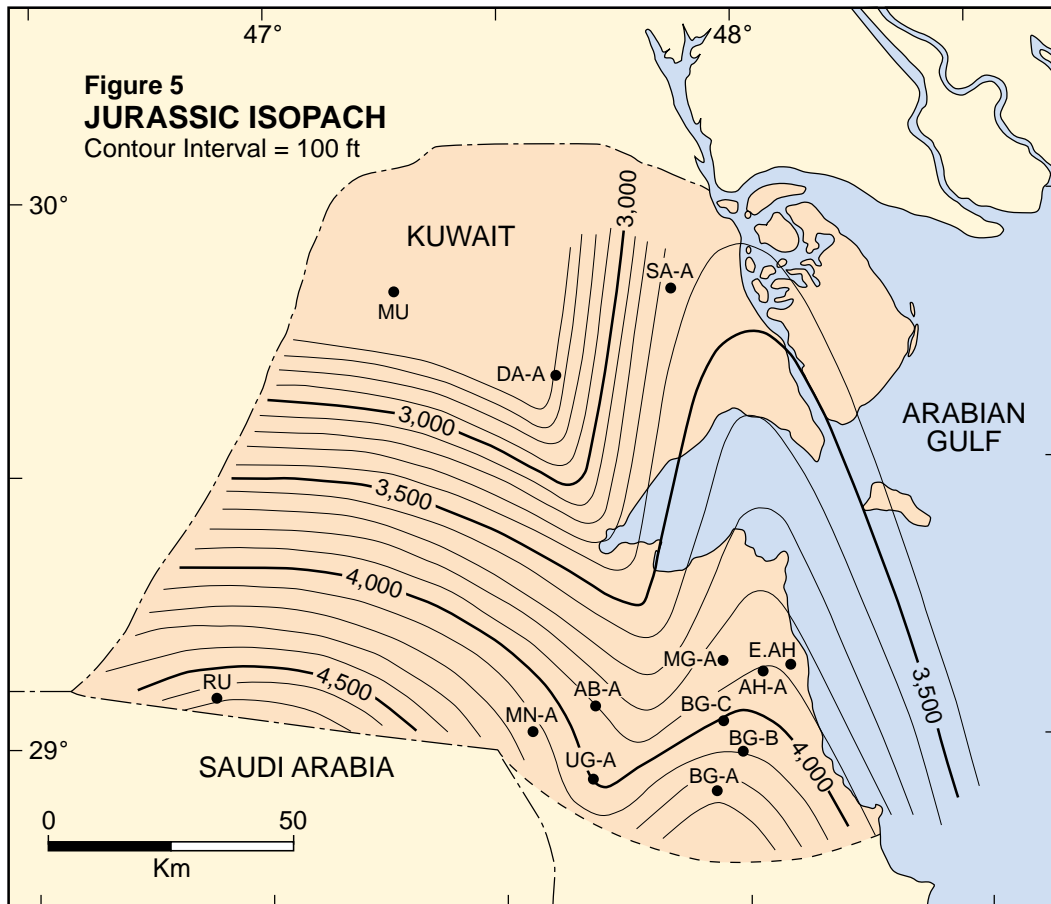 47°
48°
Figure 5
JURASSIC ISOPACH
Contour Interval = 100 ft
30°
3,000
KUWAIT
SA-A
MU
DA-A
3,000
ARABIAN
GULF
3,500
4,000
RU
4,500
MG-A
E.AH
AH-A
AB-A
BG-C
MN-A
BG-B
UG-A
BG-A
3,500
4,000
29°
SAUDI ARABIA
0
50
Km